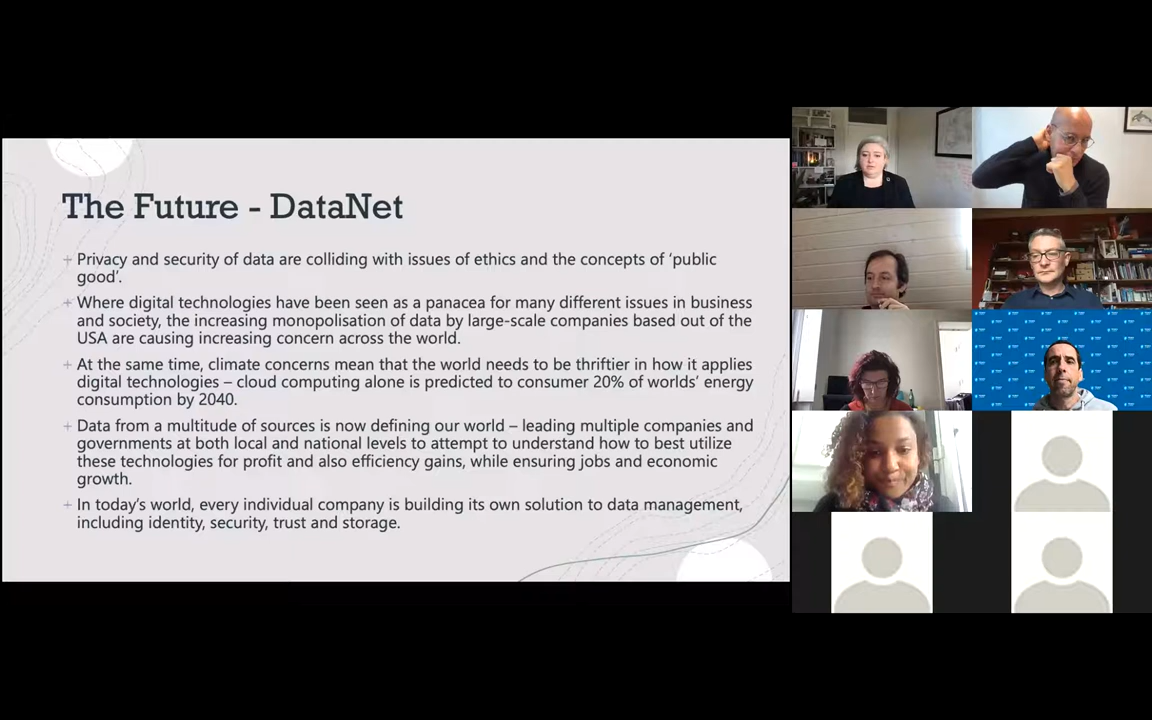 The Future - DataNet
+ Privacy and security of data are colliding with issues of ethics and the concepts of ‘public
good’.
+ Where digital technologies have been seen as a panacea for many different issues in business
and society, the increasing monopolisation of data by large-scale companies based out of the
USA are causing increasing concern across the world.
+ At the same time, climate concerns mean that the world needs to be thriftier in how it applies
digital technologies – cloud computing alone is predicted to consumer 20% of worlds’ energy
consumption by 2040.
+ Data from a multitude of sources is now defining our world – leading multiple companies and
governments at both local and national levels to attempt to understand how to best utilize
these technologies for profit and also efficiency gains, while ensuring jobs and economic
growth.
+ In today’s world, every individual company is building its own solution to data management,
including identity, security, trust and storage.